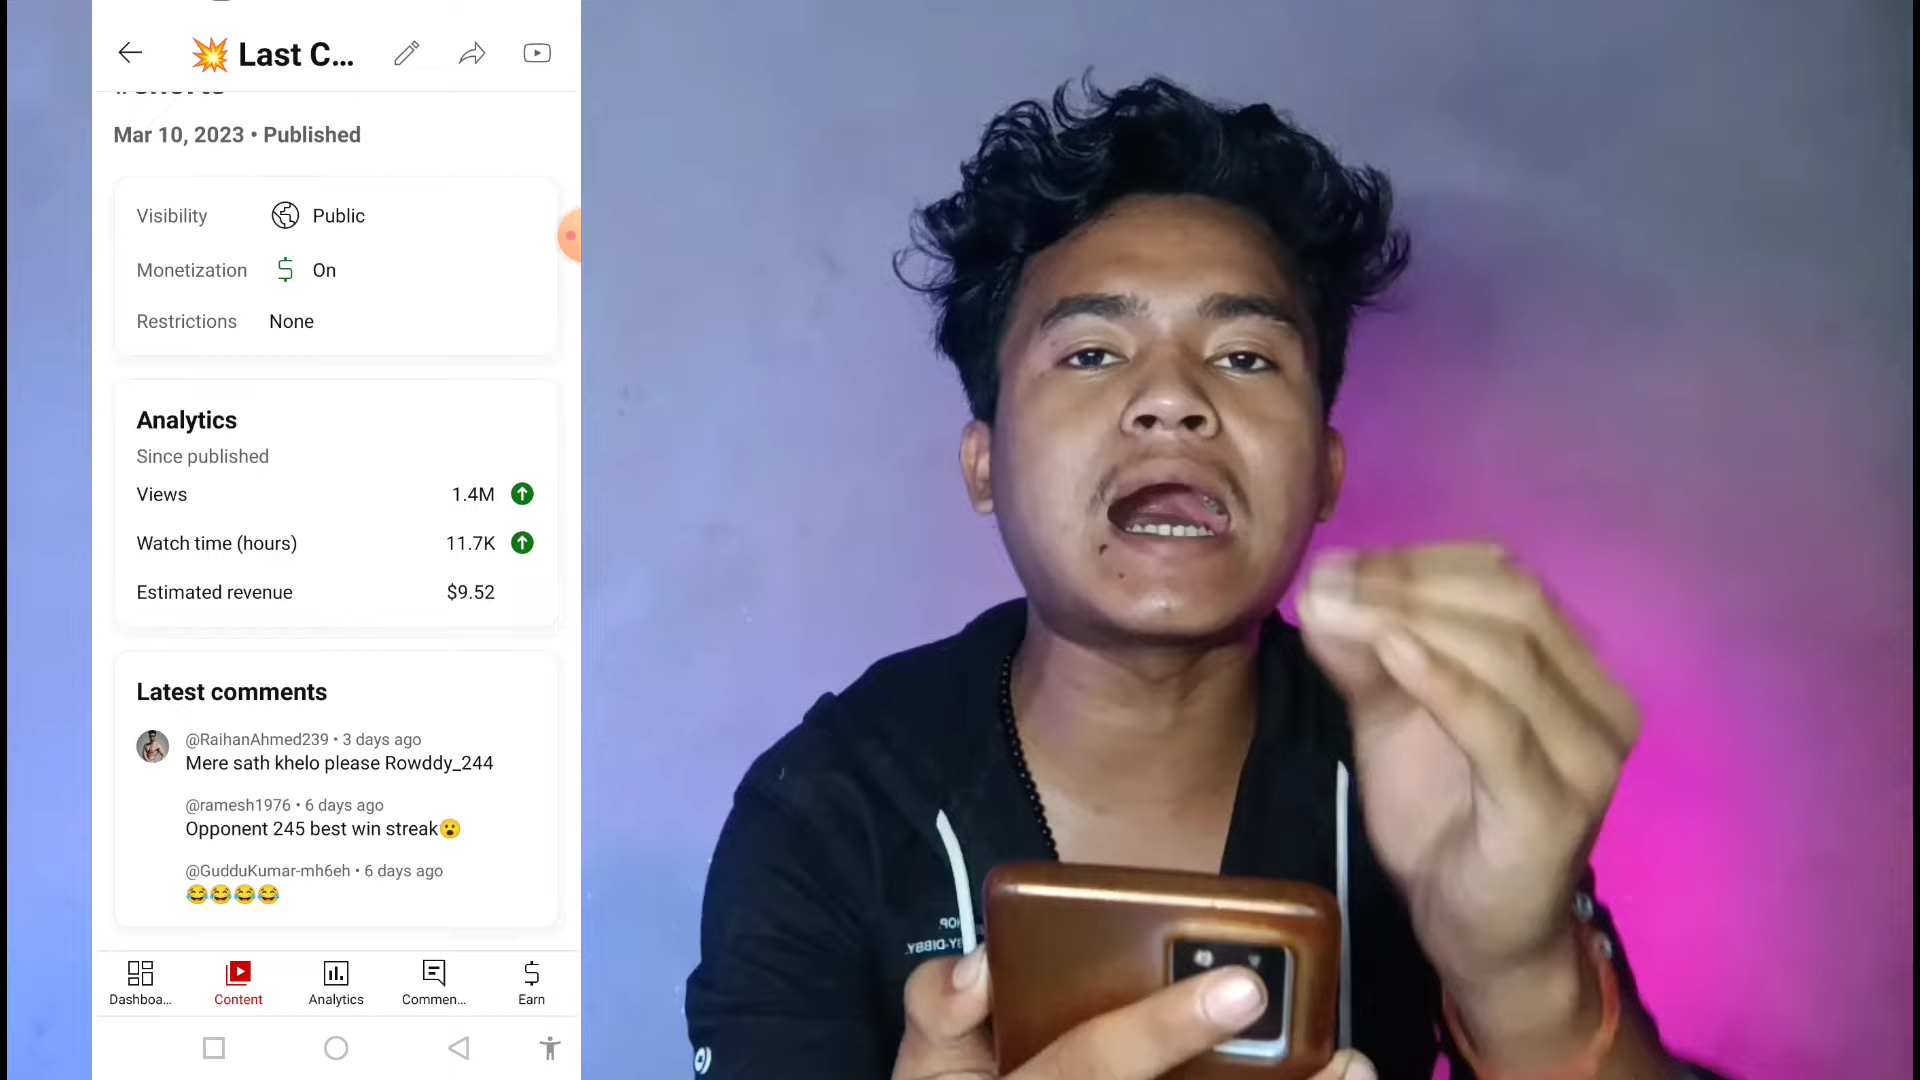 💥 Last C...
#shorts
Mar 10, 2023 • Published
Visibility Public
Monetization On
Restrictions None
Analytics
Since published
Views 1.4M
Watch time (hours) 11.7K
Estimated revenue $9.52
Latest comments
@RaihanAhmed239 • 3 days ago
Mere sath khelo please Rowddy_244
@ramesh1976 • 6 days ago
Opponent 245 best win streak😮
@GudduKumar-mh6eh • 6 days ago
😂😂😂😂
Dashboa... Content Analytics Commen... Earn